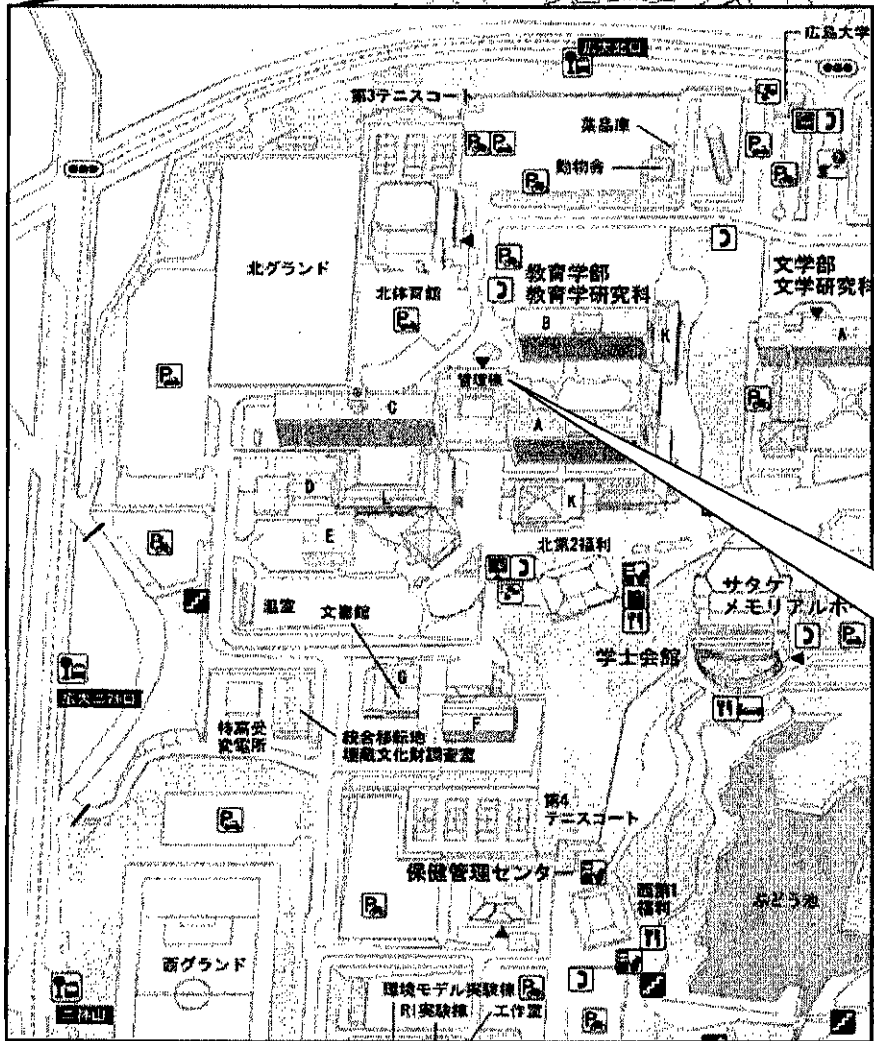 広大北口
広島大学
第3テニスコート
薬品庫
動物舎
北グランド
北体育館
教育学部
教育学研究科
文学部
文学研究科
B
K
A
管理棟
C
A
D
L
K
E
北第2福利
サタケ
メモリアルホー
温室
文書館
学士会館
G
F
特高受
変電所
統合移転地
埋蔵文化財調査室
第4
テニスコート
保健管理センター
西第1
福利
ぶどう池
西グランド
環境モデル実験棟
RI実験棟
工作室